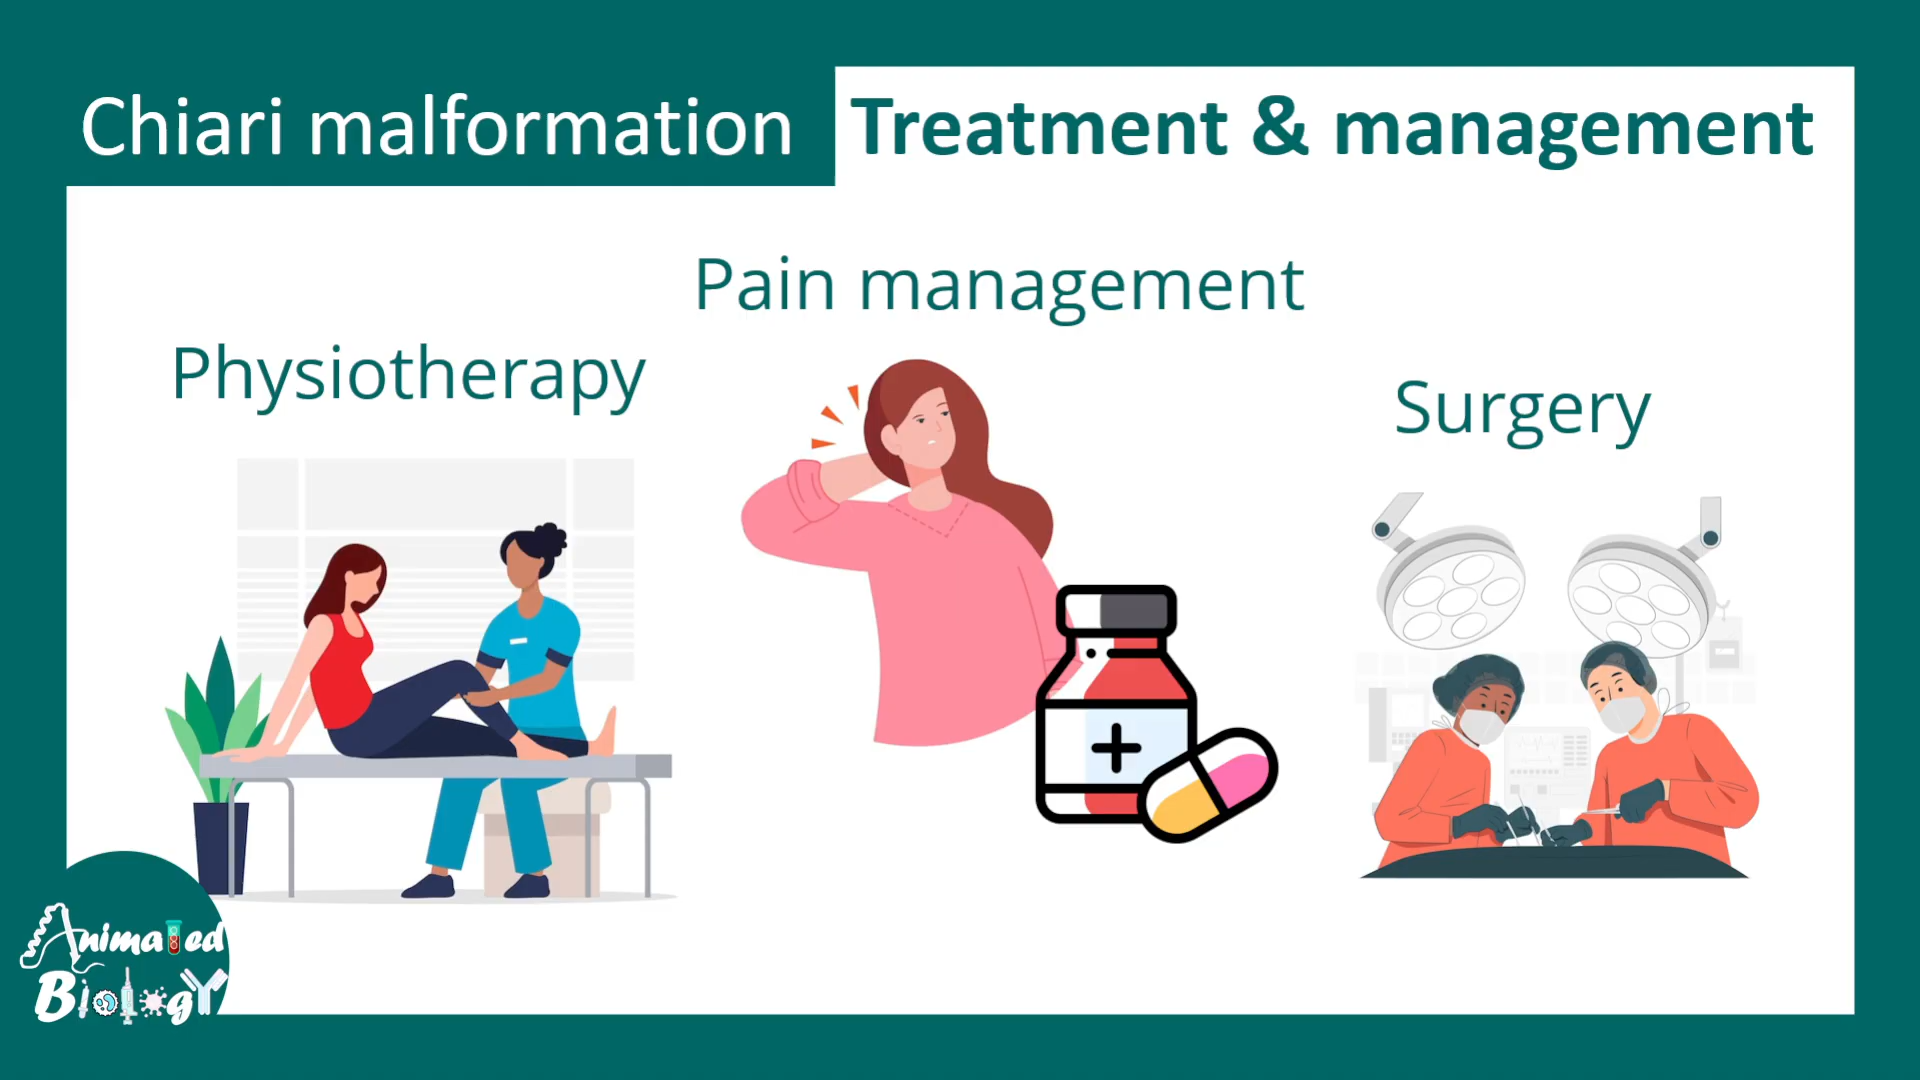 Chiari malformation Treatment & management
Pain management
Physiotherapy
Surgery
Animated
Biology